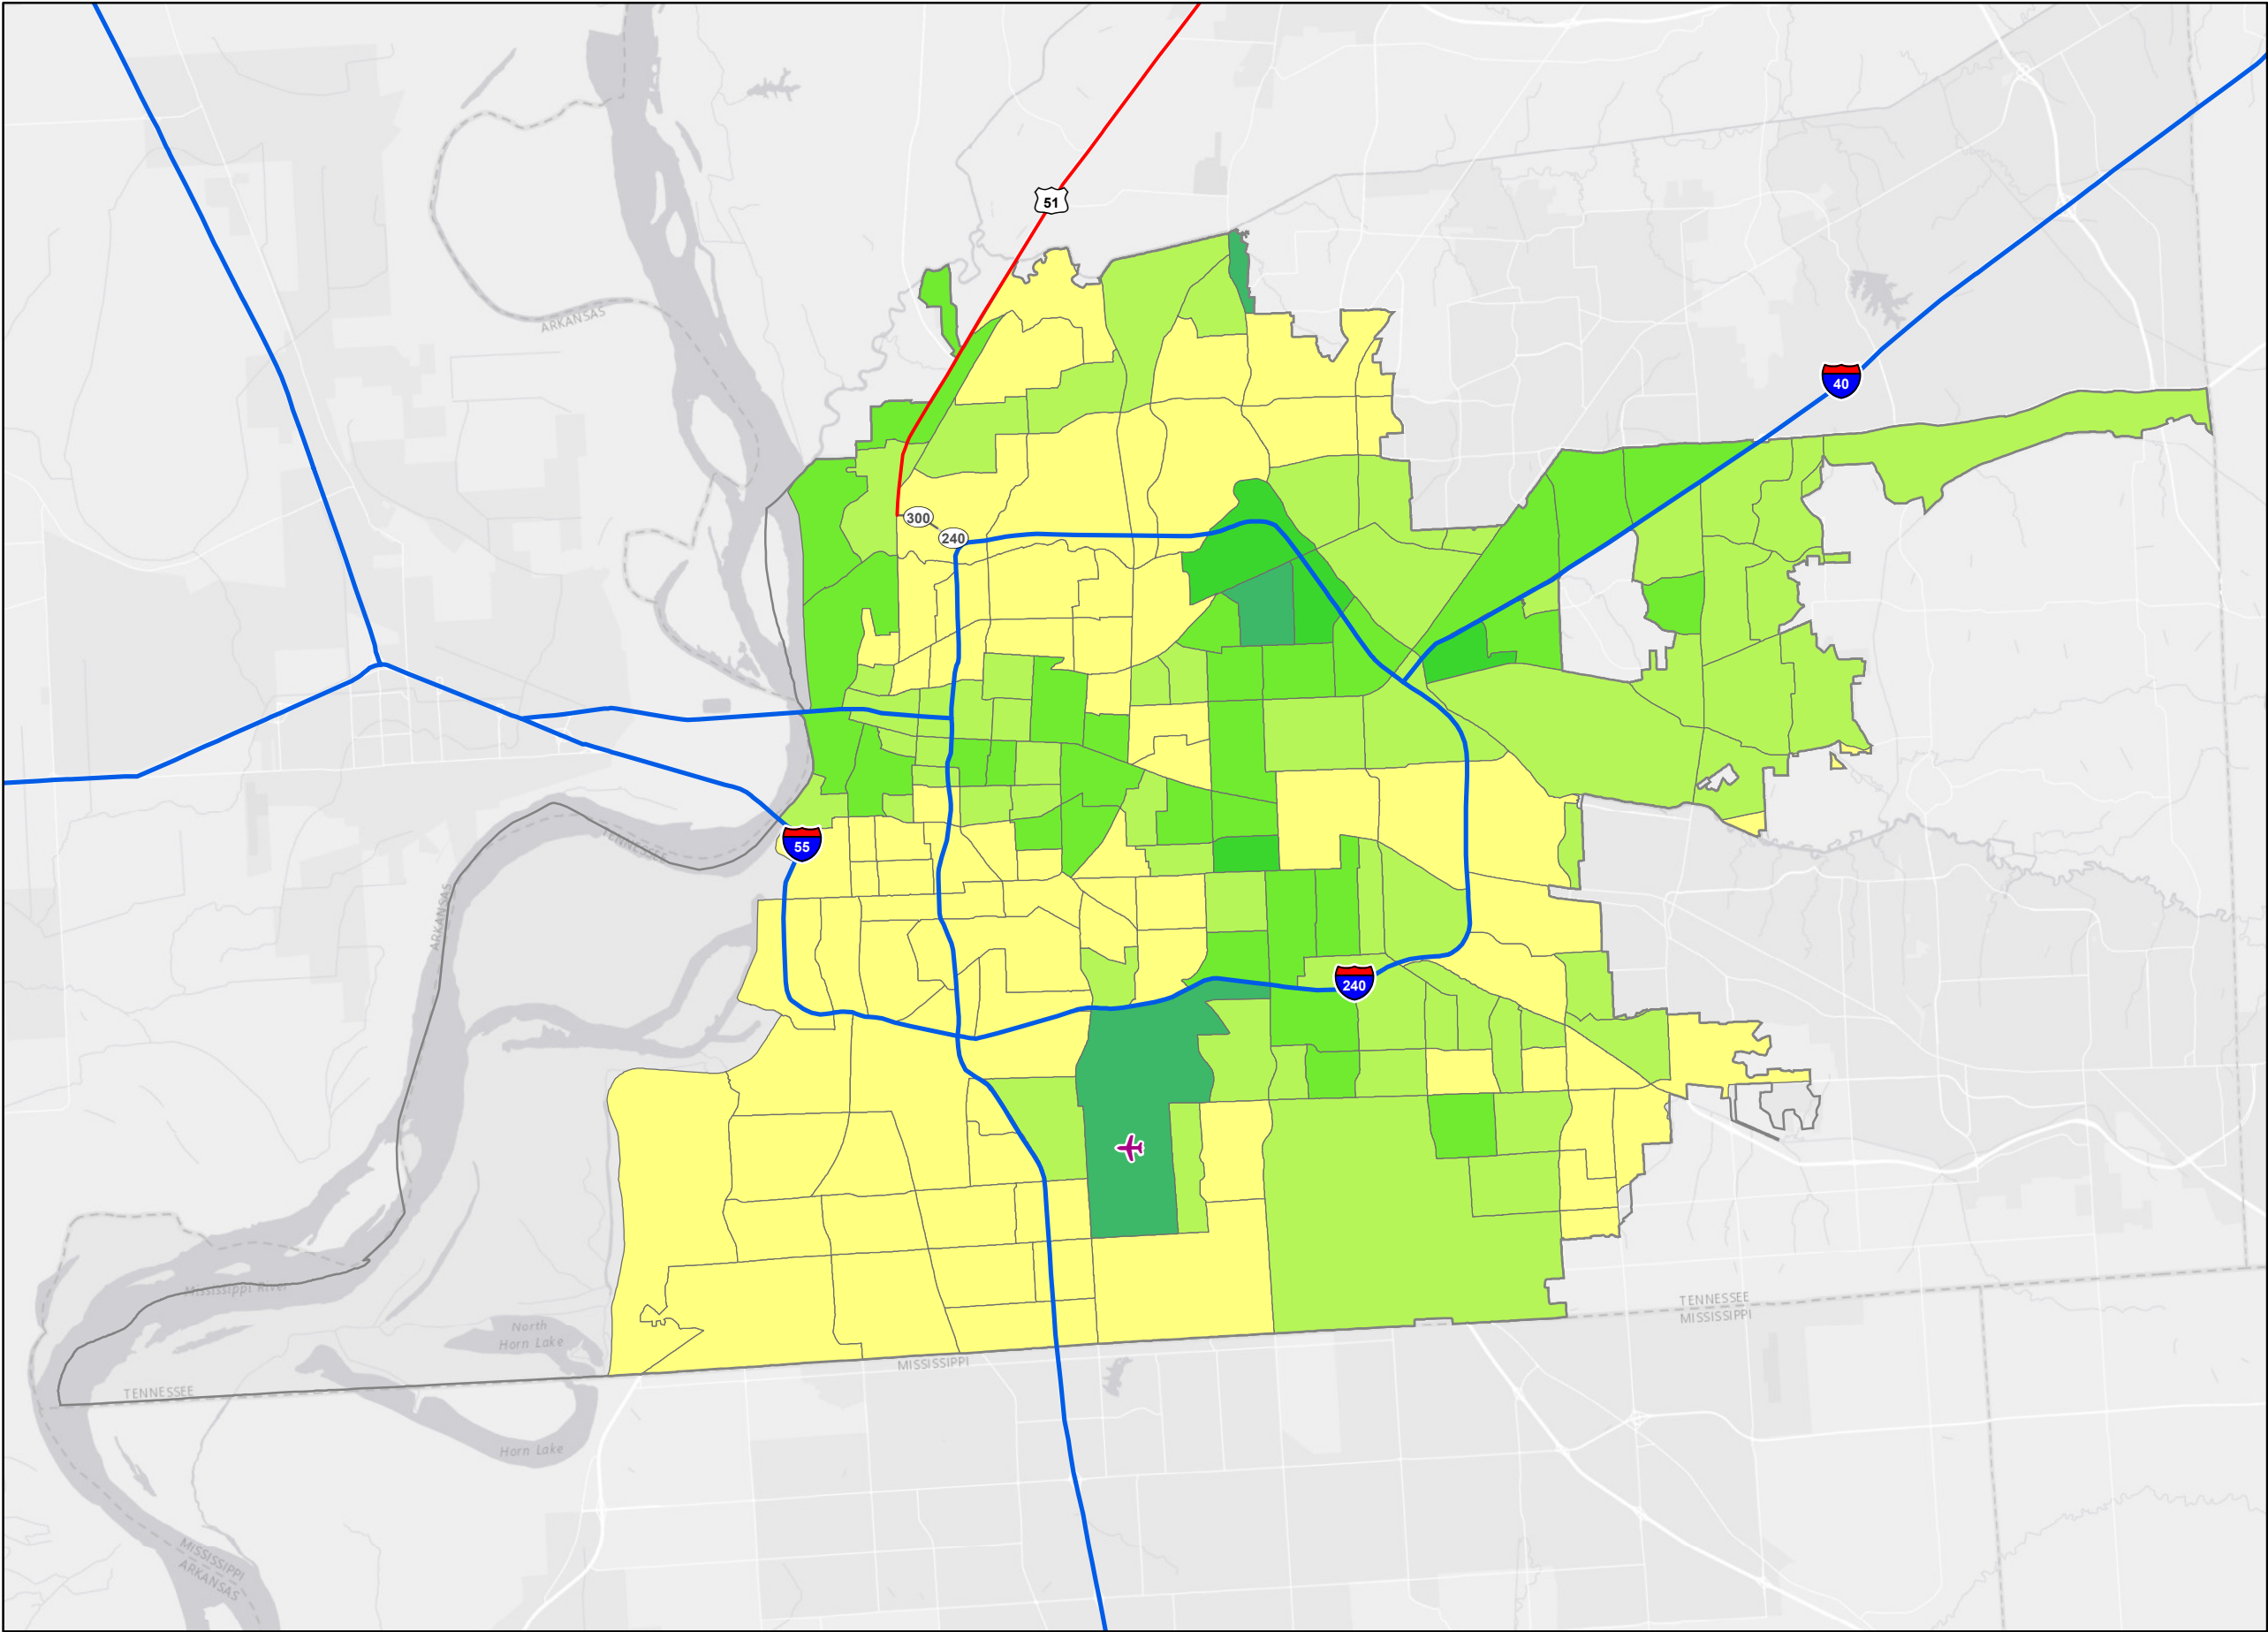 51
ARKANSAS
40
300
240
55
TENNESSEE
ARKANSAS
240
Mississippi River
TENNESSEE
MISSISSIPPI
North
Horn Lake
MISSISSIPPI
TENNESSEE
Horn Lake
MISSISSIPPI
ARKANSAS